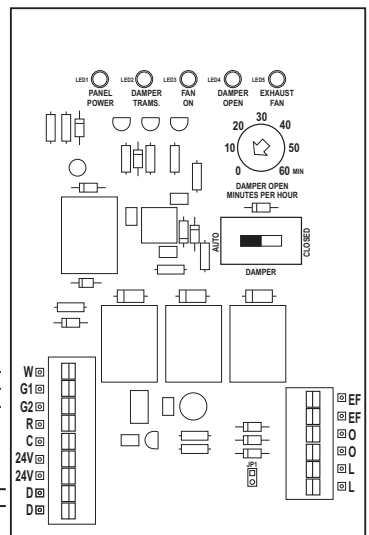 LED1 LED2 LED3 LED4 LED5
PANEL POWER
DAMPER TRAMS.
FAN ON
DAMPER OPEN
EXHAUST FAN
0 10 20 30 40 50 60 MIN
DAMPER OPEN
MINUTES PER HOUR
AUTO
CLOSED
DAMPER
W
G1
G2
R
C
24V
24V
D
D
JP1
EF
EF
O
O
L
L